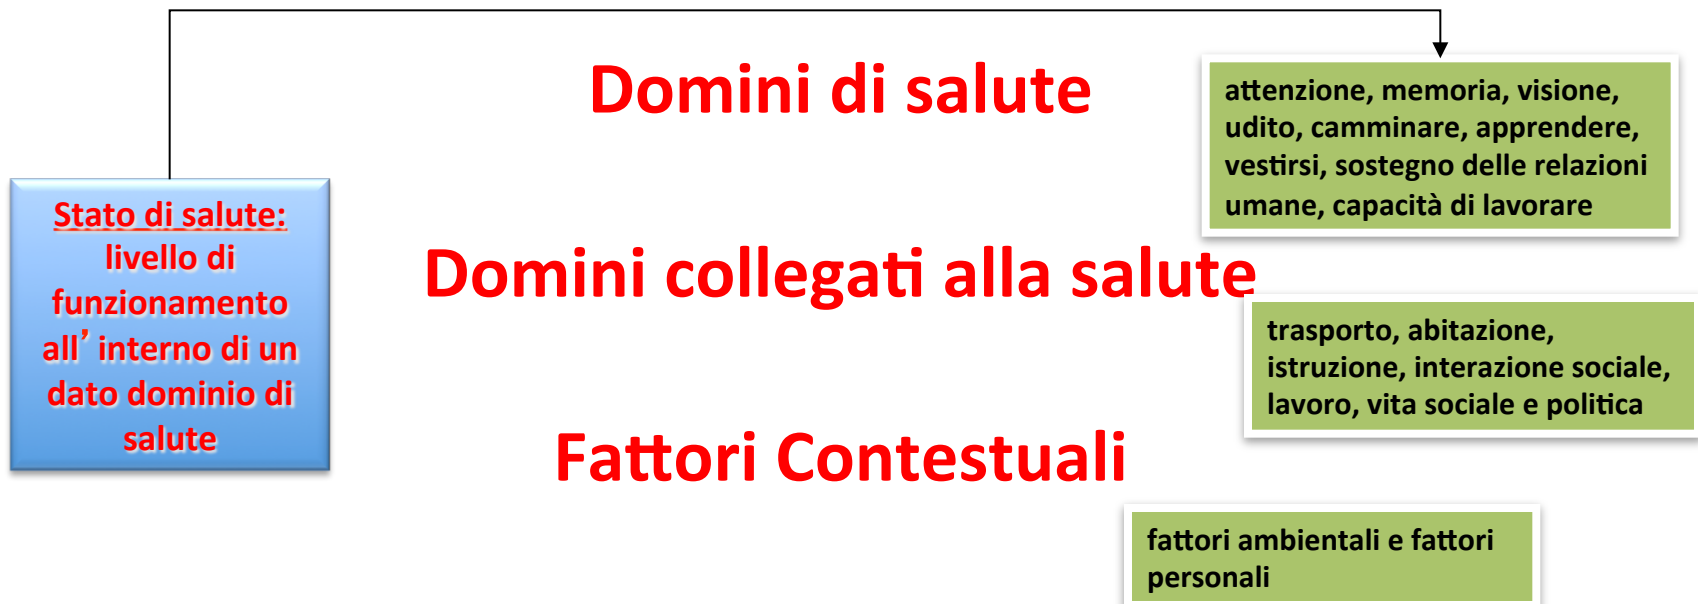 Domini di salute
attenzione, memoria, visione,
udito, camminare, apprendere,
vestirsi, sostegno delle relazioni
umane, capacità di lavorare
Stato di salute:
livello di
funzionamento
all’ interno di un
dato dominio di
salute
Domini collegati alla salute
trasporto, abitazione,
istruzione, interazione sociale,
lavoro, vita sociale e politica
Fattori Contestuali
fattori ambientali e fattori
personali